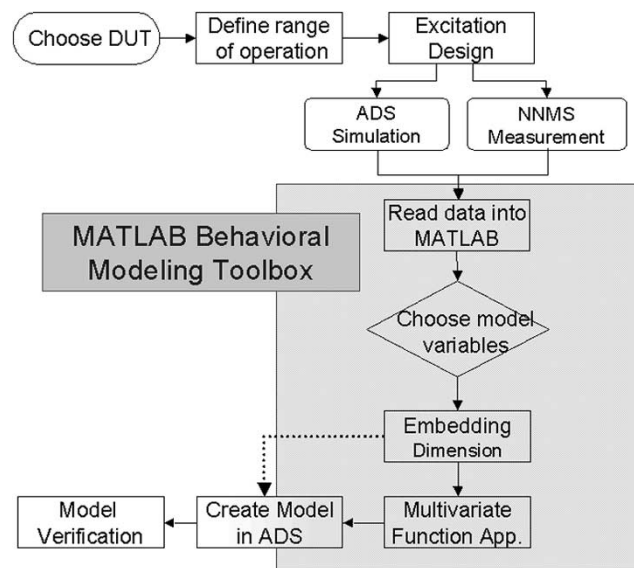 Choose DUT
Define range
of operation
Excitation
Design
ADS
Simulation
NNMS
Measurement
Read data into
MATLAB
MATLAB Behavioral
Modeling Toolbox
Choose model
variables
Embedding
Dimension
Model
Verification
Create Model
in ADS
Multivariate
Function App.